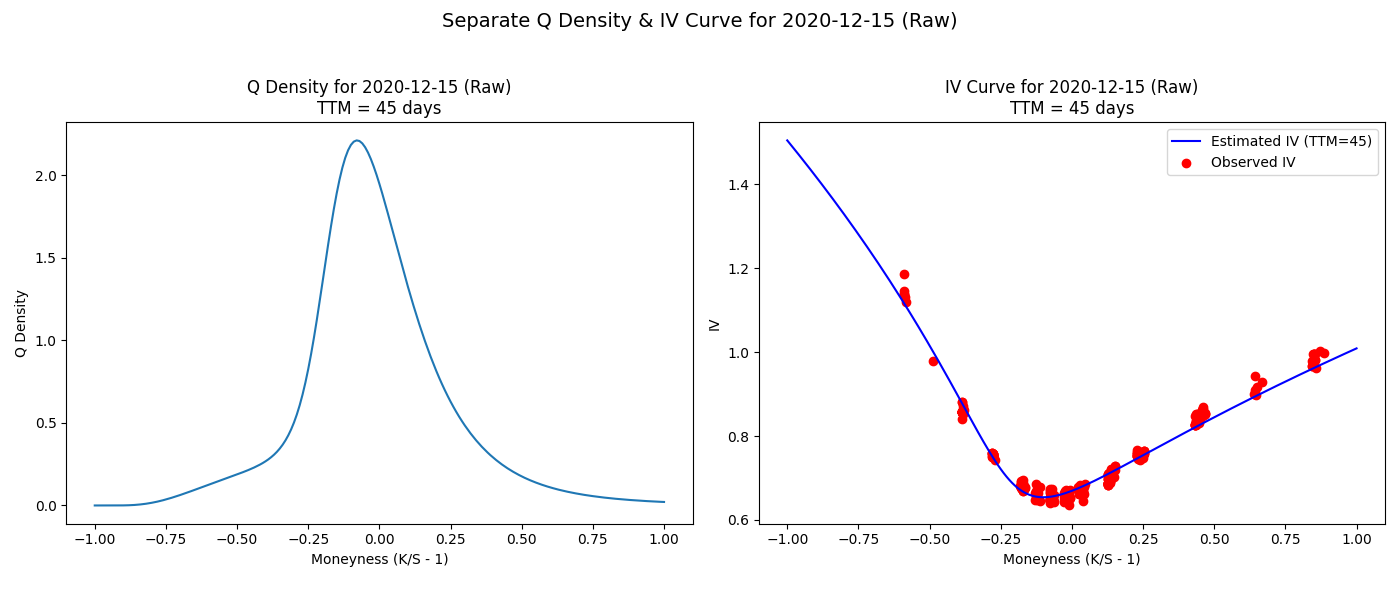 Separate Q Density & IV Curve for 2020-12-15 (Raw)
Q Density for 2020-12-15 (Raw)
TTM = 45 days
Q Density
2.0
1.5
1.0
0.5
0.0
−1.00 −0.75 −0.50 −0.25 0.00 0.25 0.50 0.75 1.00
Moneyness (K/S - 1)
IV Curve for 2020-12-15 (Raw)
TTM = 45 days
Estimated IV (TTM=45)
Observed IV
IV
1.4
1.2
1.0
0.8
0.6
−1.00 −0.75 −0.50 −0.25 0.00 0.25 0.50 0.75 1.00
Moneyness (K/S - 1)